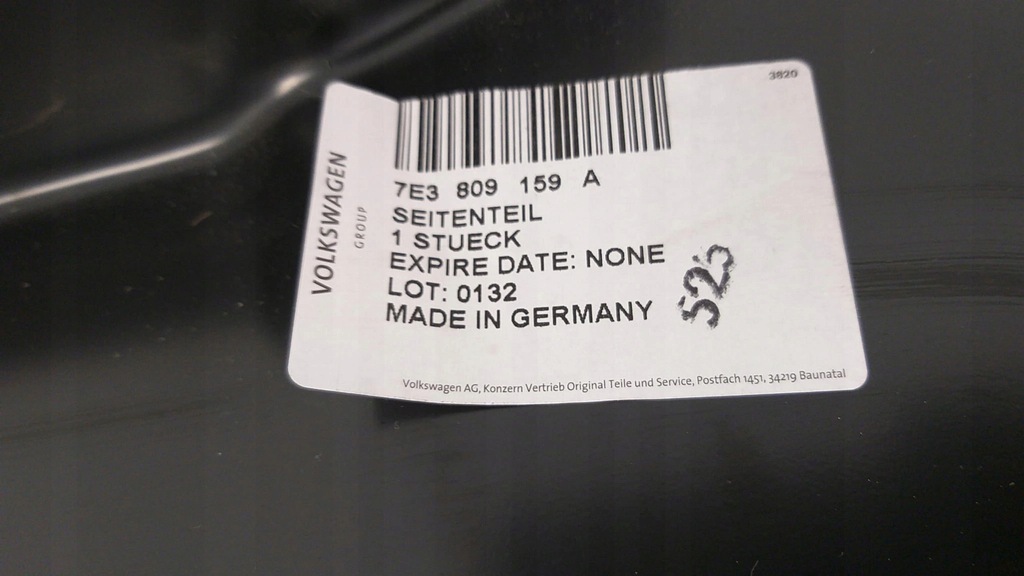 3820
VOLKSWAGEN
GROUP
7E3 809 159 A
SEITENTEIL
1 STUECK
EXPIRE DATE: NONE
LOT: 0132
MADE IN GERMANY
525
Volkswagen AG, Konzern Vertrieb Original Teile und Service, Postfach 1451, 34219 Baunatal